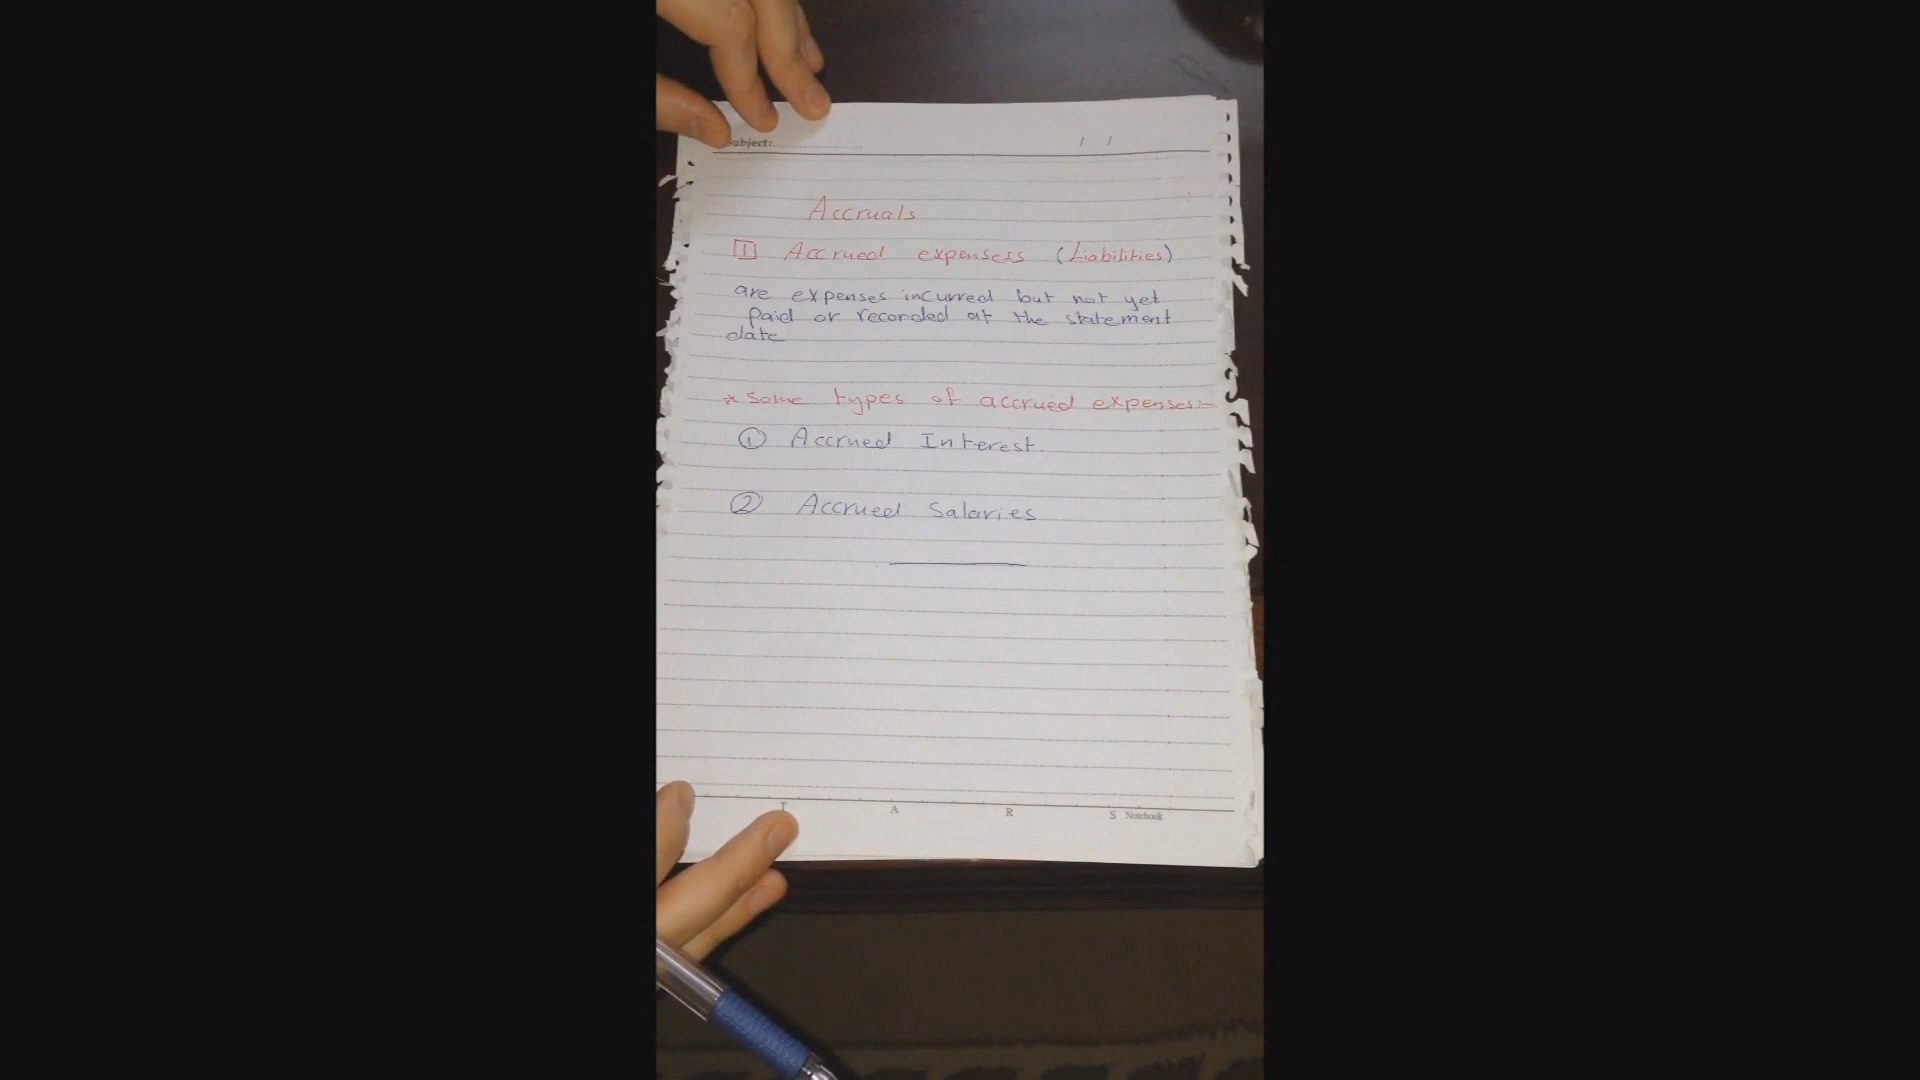 Subject:
/ /
Accruals
1 Accrued expensess (Liabilities)
are expenses incurred but not yet
paid or recorded at the statement
date
* Some types of accrued expenses:-
① Accrued Interest.
② Accrued Salaries
T A R S Notebook